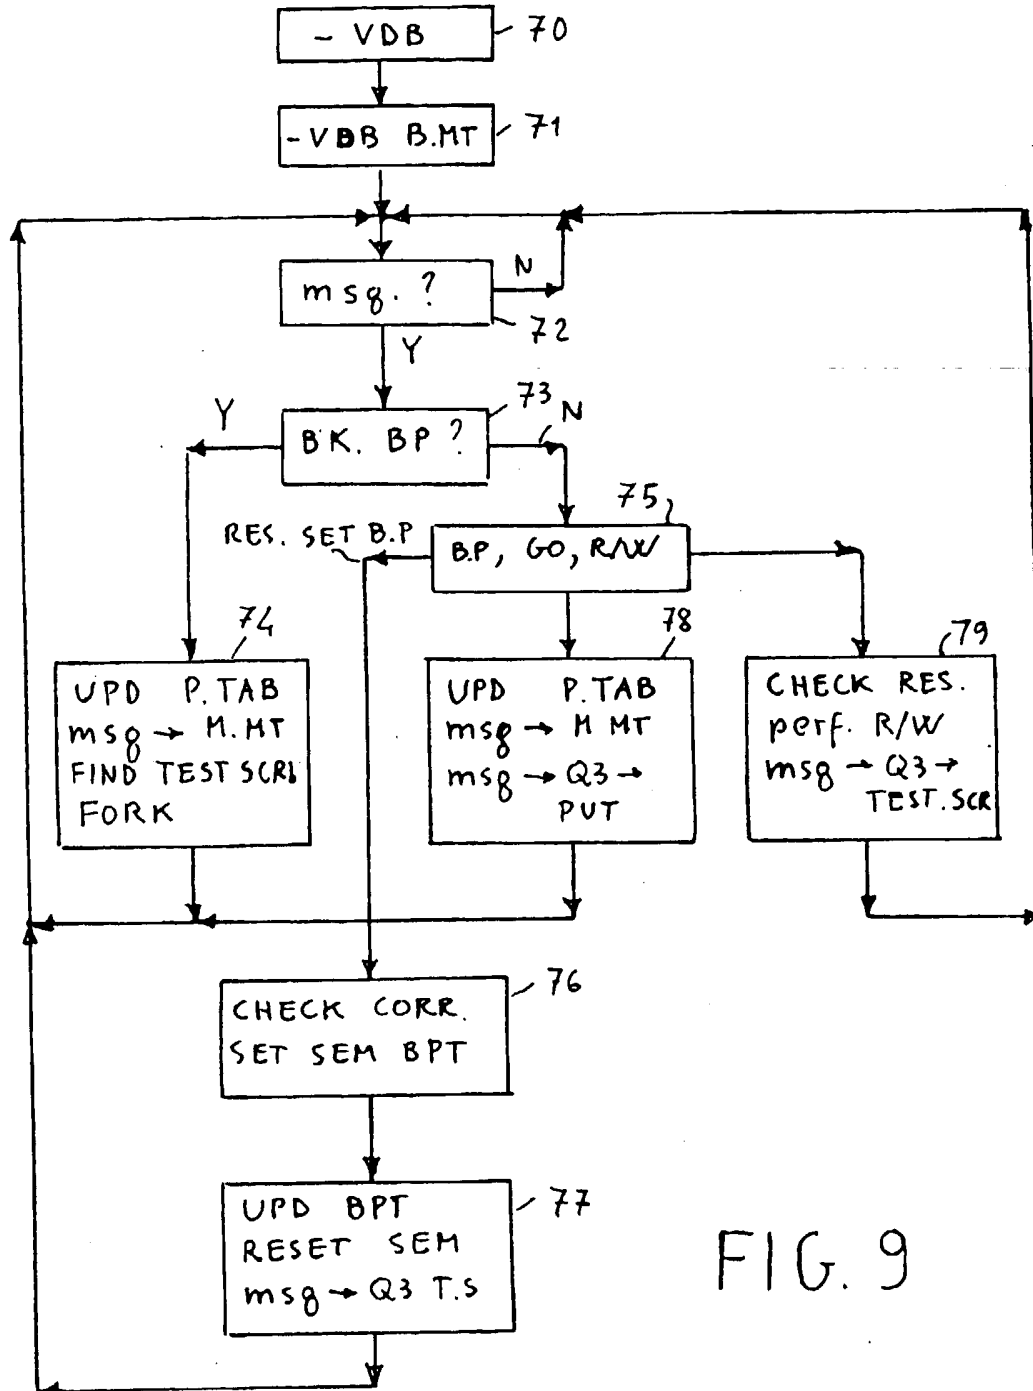 - VDB
70
- VDB B.MT
71
msg. ?
N
72
Y
73
Y
BK. BP ?
N
75
RES. SET B.P
B.P, GO, R/W
74
78
79
UPD P.TAB
msg → M.MT
FIND TEST SCRI
FORK
UPD P.TAB
msg → M MT
msg → Q3 →
PUT
CHECK RES.
perf. R/W
msg → Q3 →
TEST.SCR
76
CHECK CORR.
SET SEM BPT
77
UPD BPT
RESET SEM
msg → Q3 T.S
FIG. 9